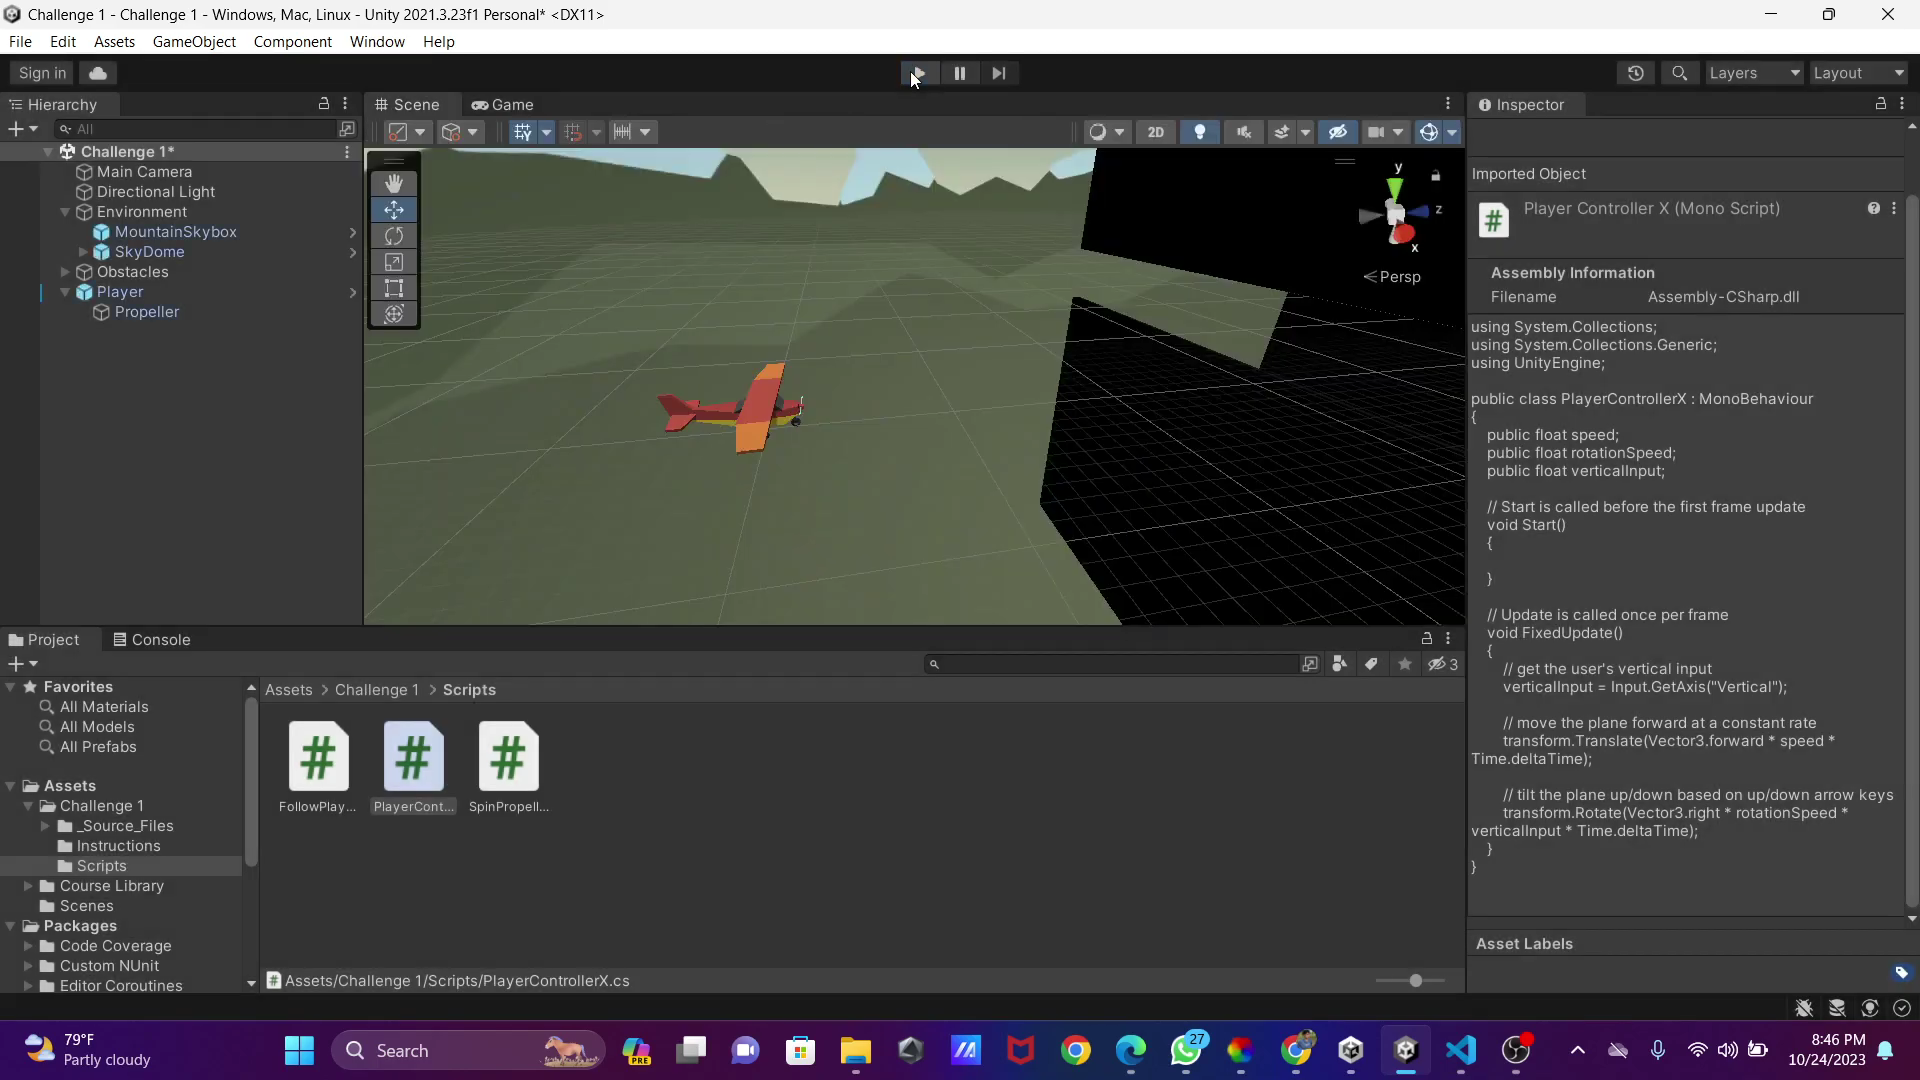 Challenge 1 - Challenge 1 - Windows, Mac, Linux - Unity 2021.3.23f1 Personal* <DX11>
File Edit Assets GameObject Component Window Help
Sign in
Layers
Layout
Hierarchy
All
Challenge 1*
Main Camera
Directional Light
Environment
MountainSkybox
SkyDome
Obstacles
Player
Propeller
Scene
Game
2D
y
z
x
Persp
Inspector
Imported Object
Player Controller X (Mono Script)
Assembly Information
Filename Assembly-CSharp.dll
using System.Collections;
using System.Collections.Generic;
using UnityEngine;
public class PlayerControllerX : MonoBehaviour
{
public float speed;
public float rotationSpeed;
public float verticalInput;
// Start is called before the first frame update
void Start()
{
}
// Update is called once per frame
void FixedUpdate()
{
// get the user's vertical input
verticalInput = Input.GetAxis("Vertical");
// move the plane forward at a constant rate
transform.Translate(Vector3.forward * speed *
Time.deltaTime);
// tilt the plane up/down based on up/down arrow keys
transform.Rotate(Vector3.right * rotationSpeed *
verticalInput * Time.deltaTime);
}
}
Asset Labels
Project
Console
3
Favorites
All Materials
All Models
All Prefabs
Assets
Challenge 1
_Source_Files
Instructions
Scripts
Course Library
Scenes
Packages
Code Coverage
Custom NUnit
Editor Coroutines
Assets > Challenge 1 > Scripts
FollowPlay...
PlayerCont...
SpinPropell...
Assets/Challenge 1/Scripts/PlayerControllerX.cs
79°F
Partly cloudy
Search
PRE
27
8:46 PM
10/24/2023